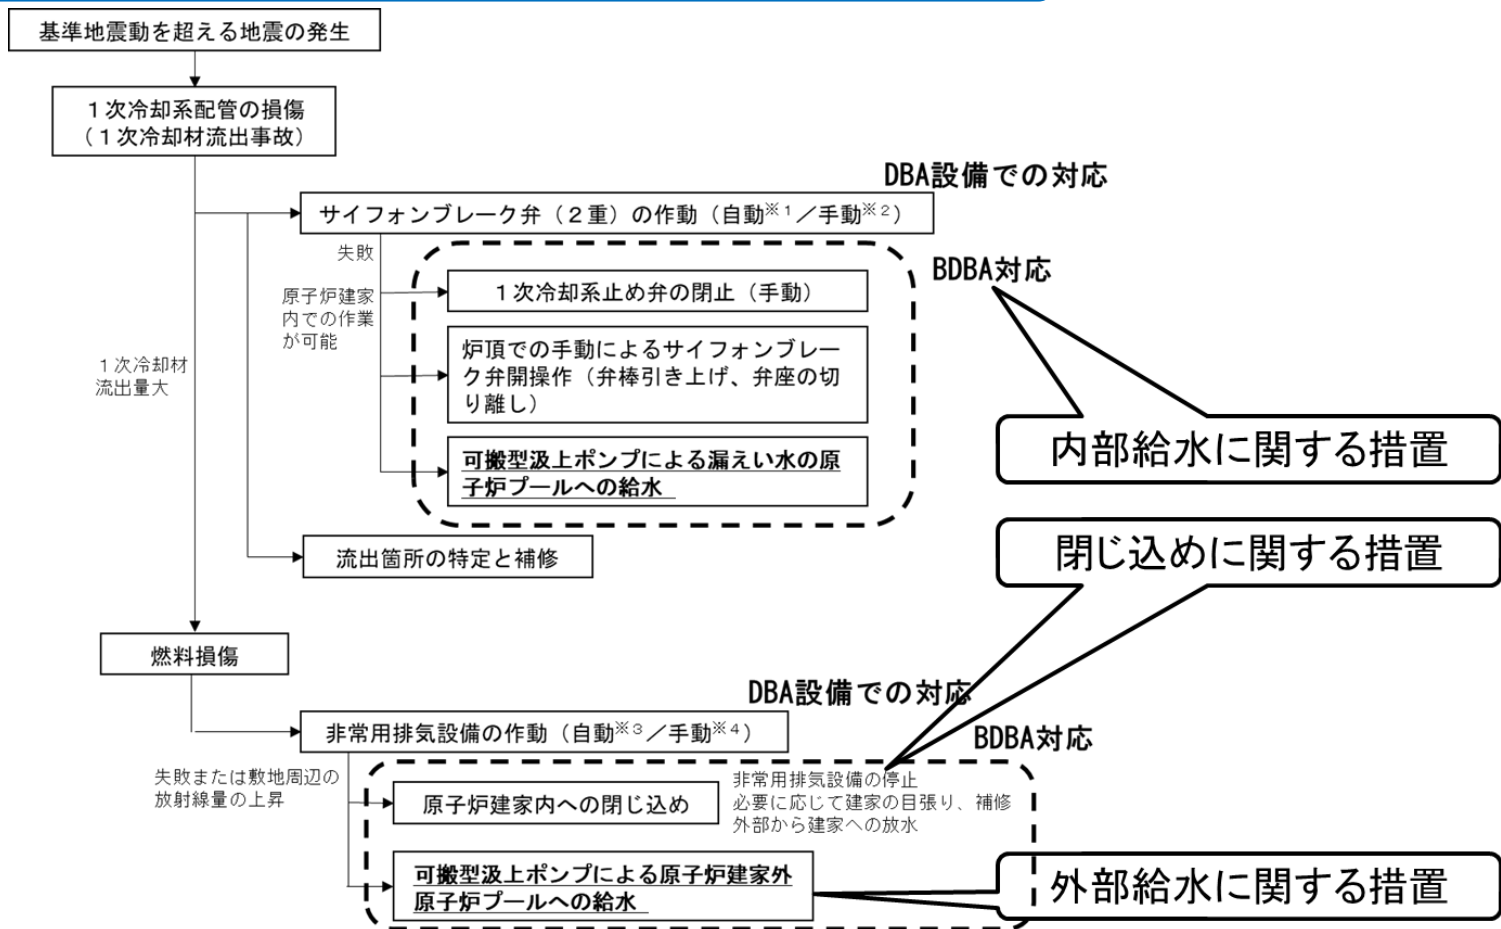 基準地震動を超える地震の発生
１次冷却系配管の損傷
（１次冷却材流出事故）
DBA設備での対応
サイフォンブレーク弁（２重）の作動（自動※１／手動※２）
失敗
BDBA対応
原子炉建家
内での作業
が可能
１次冷却系止め弁の閉止（手動）
炉頂での手動によるサイフォンブレー
ク弁開操作（弁棒引き上げ、弁座の切
り離し）
１次冷却材
流出量大
内部給水に関する措置
可搬型汲上ポンプによる漏えい水の原
子炉プールへの給水
流出箇所の特定と補修
閉じ込めに関する措置
燃料損傷
DBA設備での対応
非常用排気設備の作動（自動※３／手動※４）
BDBA対応
失敗または敷地周辺の
放射線量の上昇
原子炉建家内への閉じ込め
非常用排気設備の停止
必要に応じて建家の目張り、補修
外部から建家への放水
可搬型汲上ポンプによる原子炉建家外
原子炉プールへの給水
外部給水に関する措置